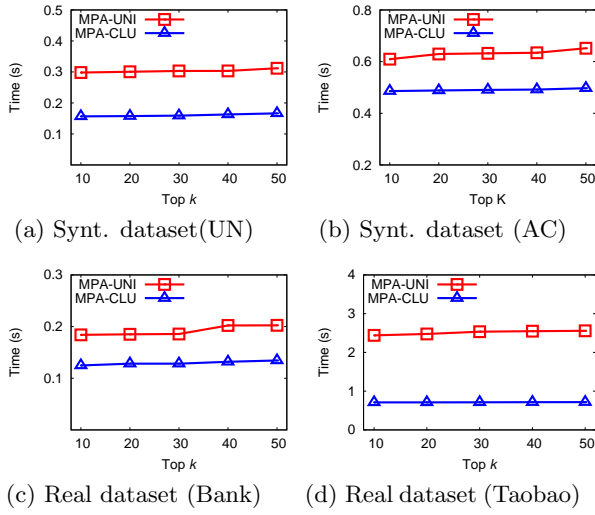 0.5
0.4
0.3
0.2
0.1
Time (s)
MPA-UNI
MPA-CLU
10 20 30 40 50
Top k
(a) Synt. dataset(UN)
0.8
0.6
0.4
0.2
Time (s)
MPA-UNI
MPA-CLU
10 20 30 40 50
Top K
(b) Synt. dataset (AC)
0.3
0.2
0.1
Time (s)
MPA-UNI
MPA-CLU
10 20 30 40 50
Top k
(c) Real dataset (Bank)
4
3
2
1
0
Time (s)
MPA-UNI
MPA-CLU
10 20 30 40 50
Top k
(d) Real dataset (Taobao)